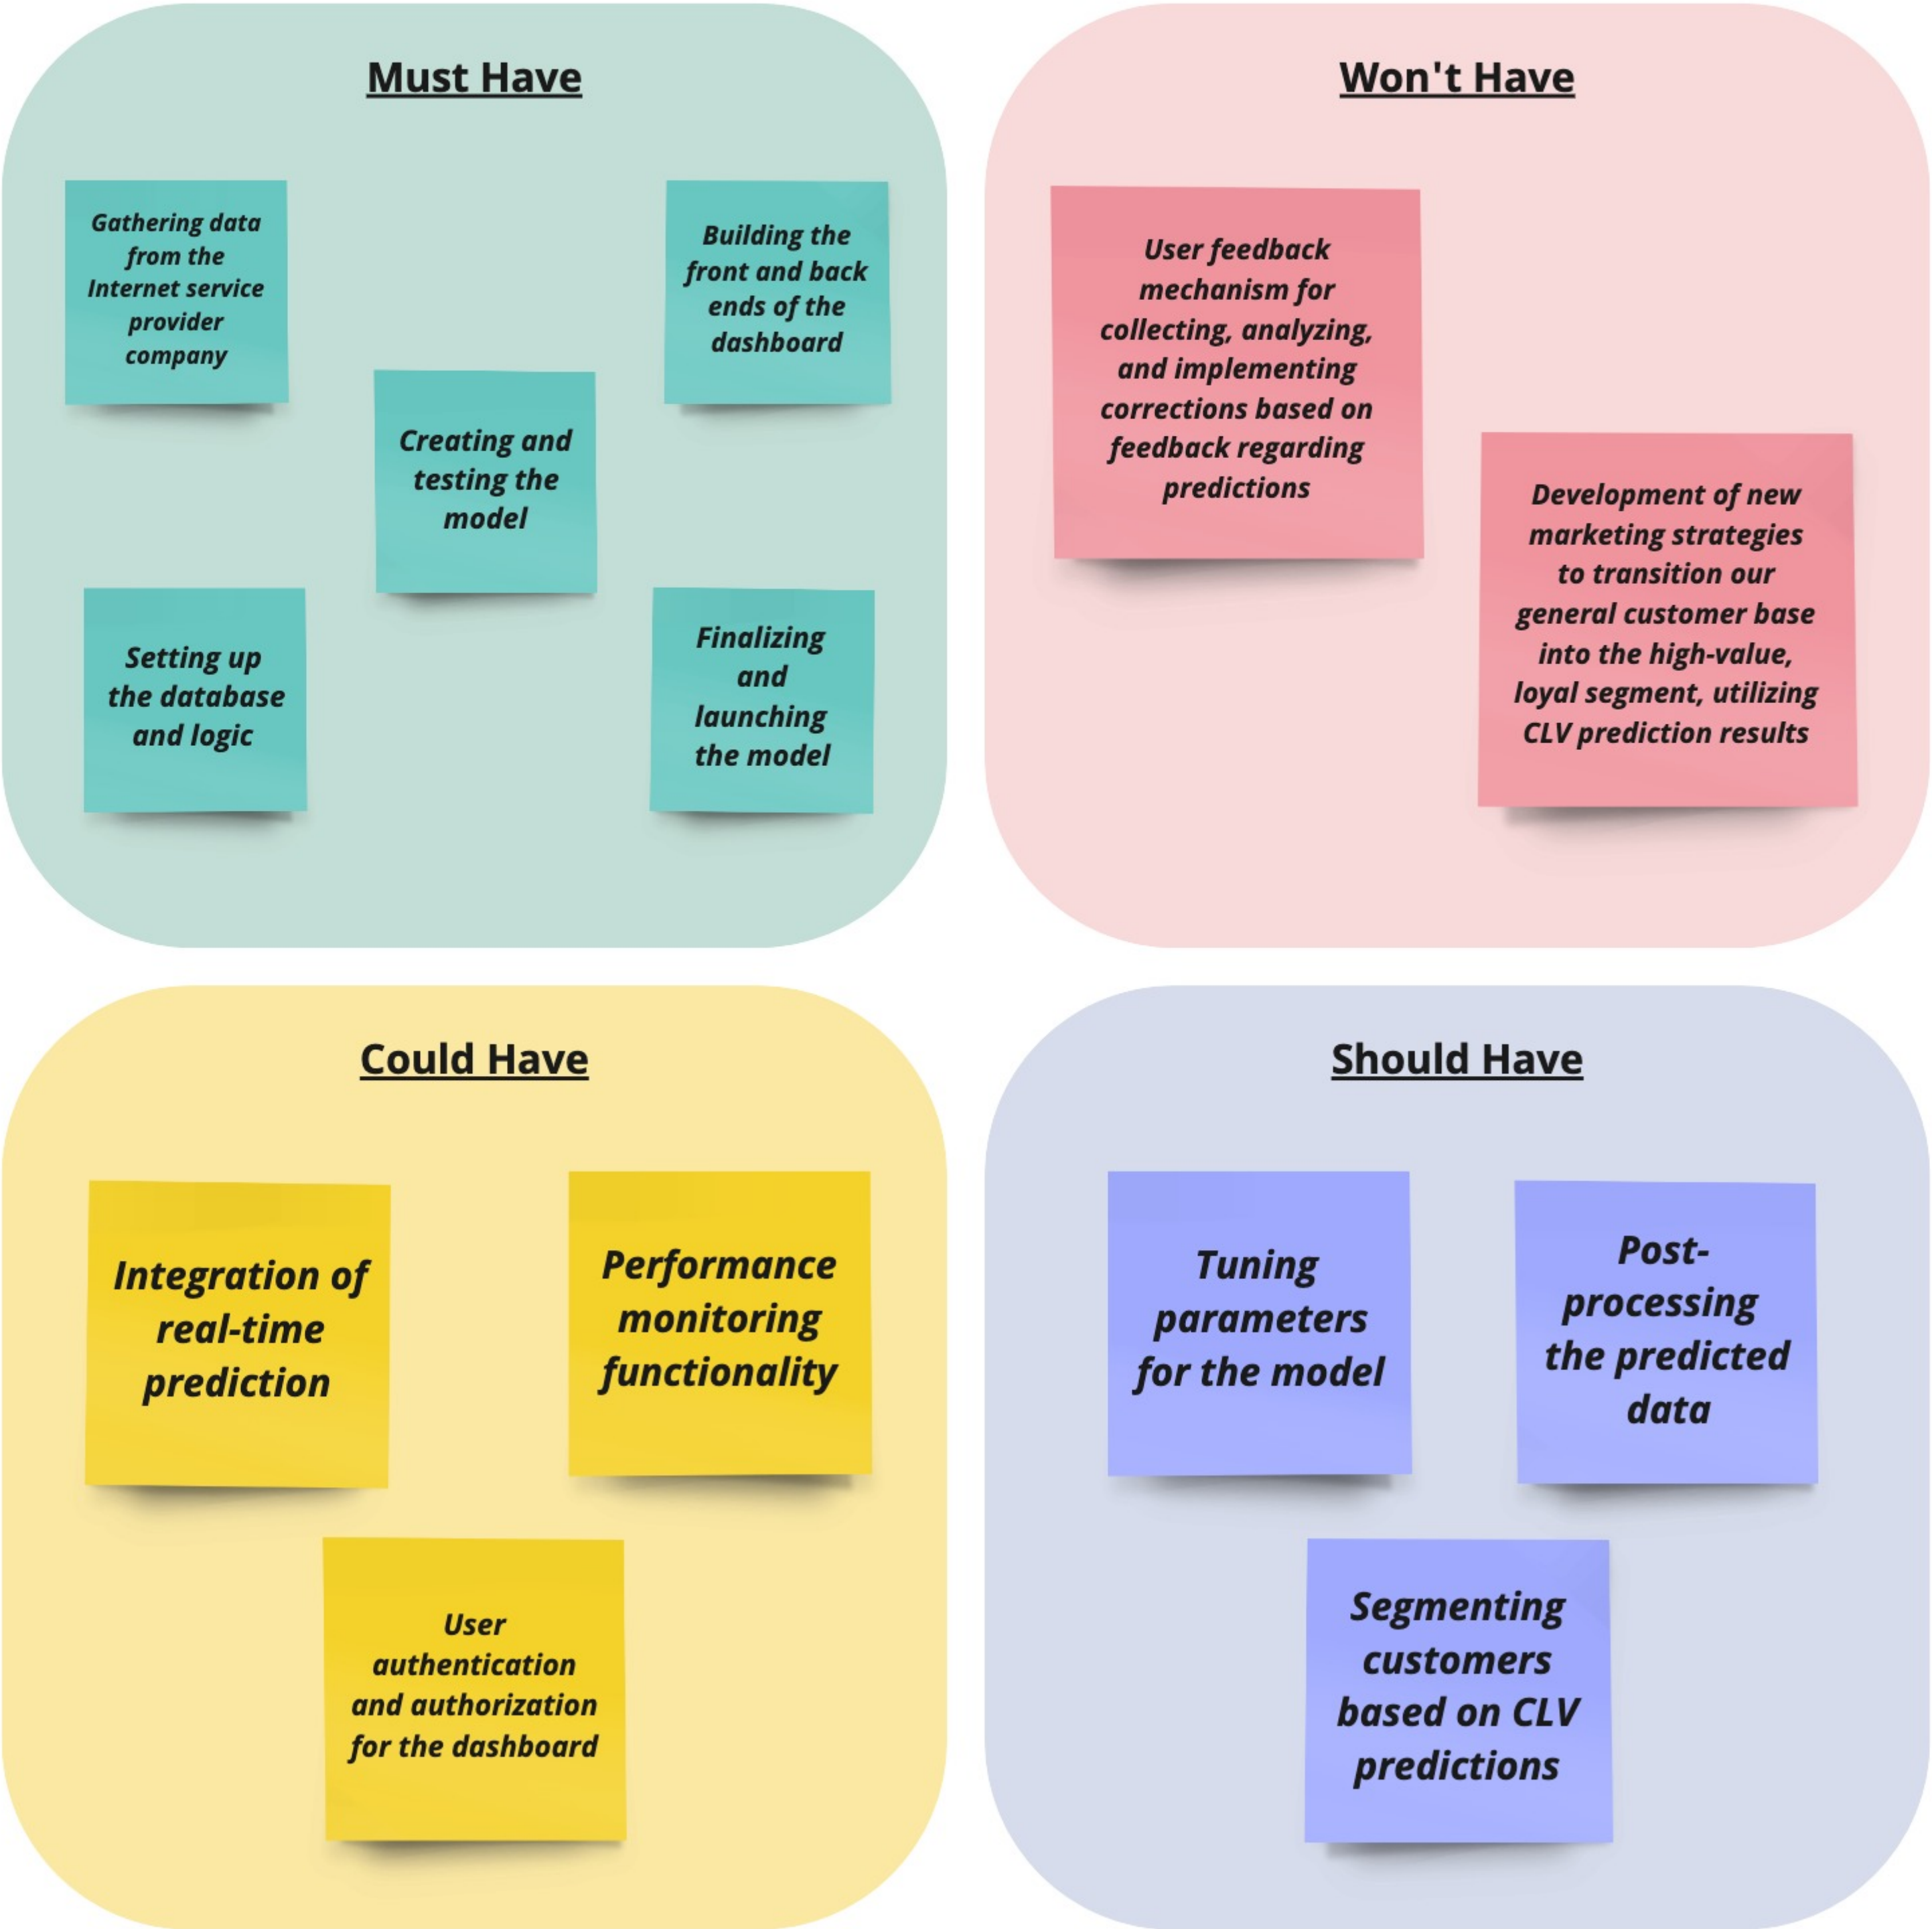 Must Have
Gathering data
from the
Internet service
provider
company
Building the
front and back
ends of the
dashboard
Creating and
testing the
model
Setting up
the database
and logic
Finalizing
and
launching
the model
Won't Have
User feedback
mechanism for
collecting, analyzing,
and implementing
corrections based on
feedback regarding
predictions
Development of new
marketing strategies
to transition our
general customer base
into the high-value,
loyal segment, utilizing
CLV prediction results
Could Have
Integration of
real-time
prediction
Performance
monitoring
functionality
User
authentication
and authorization
for the dashboard
Should Have
Tuning
parameters
for the model
Post-
processing
the predicted
data
Segmenting
customers
based on CLV
predictions